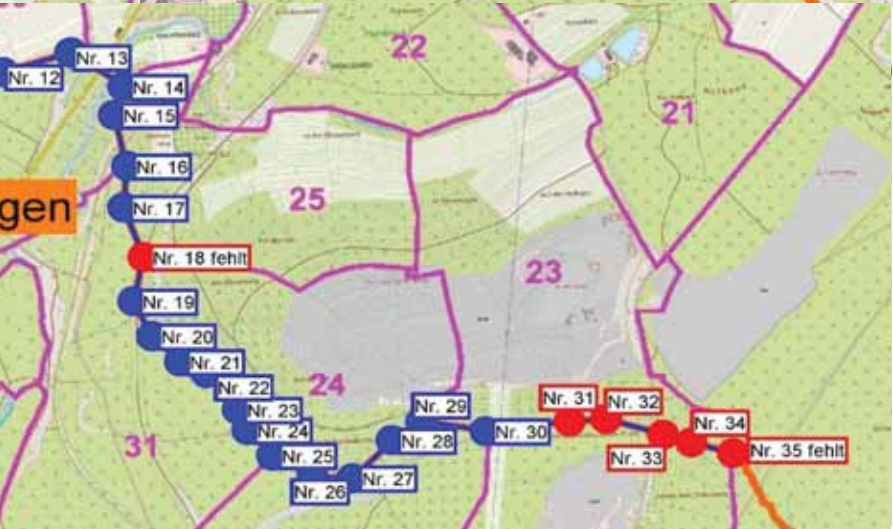 22
Nr. 13
Nr. 12
Nr. 14
21
Nr. 15
Nr. 16
25
gen
Nr. 17
Nr. 18 fehlt
23
Nr. 19
Nr. 20
Nr. 21
24
Nr. 22
Nr. 31
Nr. 32
Nr. 29
Nr. 23
Nr. 34
Nr. 24
Nr. 30
Nr. 28
31
Nr. 35 fehlt
Nr. 25
Nr. 33
Nr. 27
Nr. 26